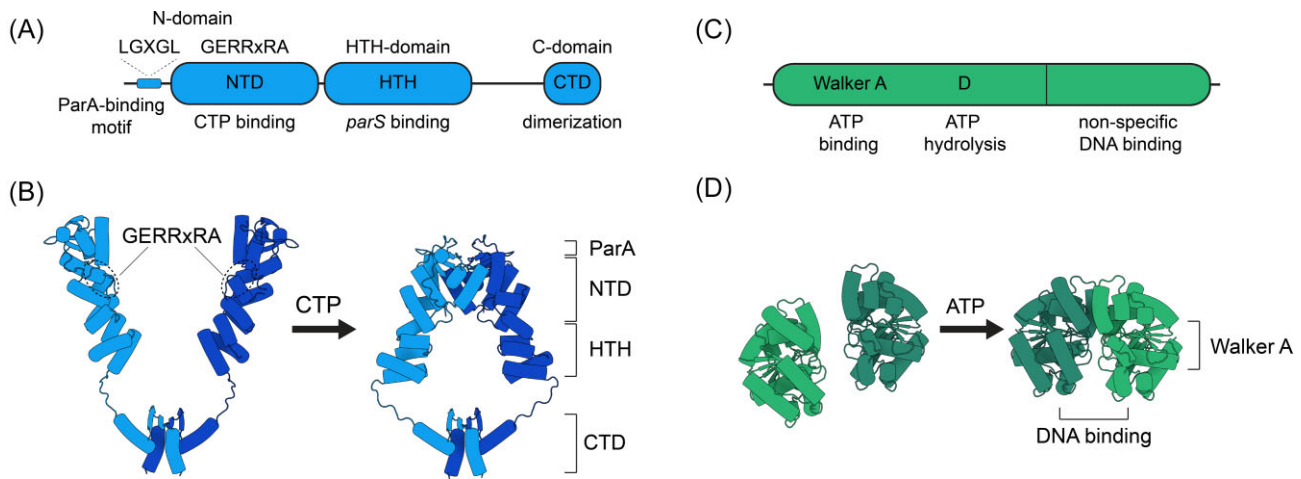 (A)
N-domain
LGXGL GERRxRA HTH-domain C-domain
NTD HTH CTD
ParA-binding
motif
CTP binding parS binding dimerization
(B)
GERRxRA
CTP
ParA
NTD
HTH
CTD
(C)
Walker A D
ATP
binding
ATP
hydrolysis
non-specific
DNA binding
(D)
ATP
Walker A
DNA binding